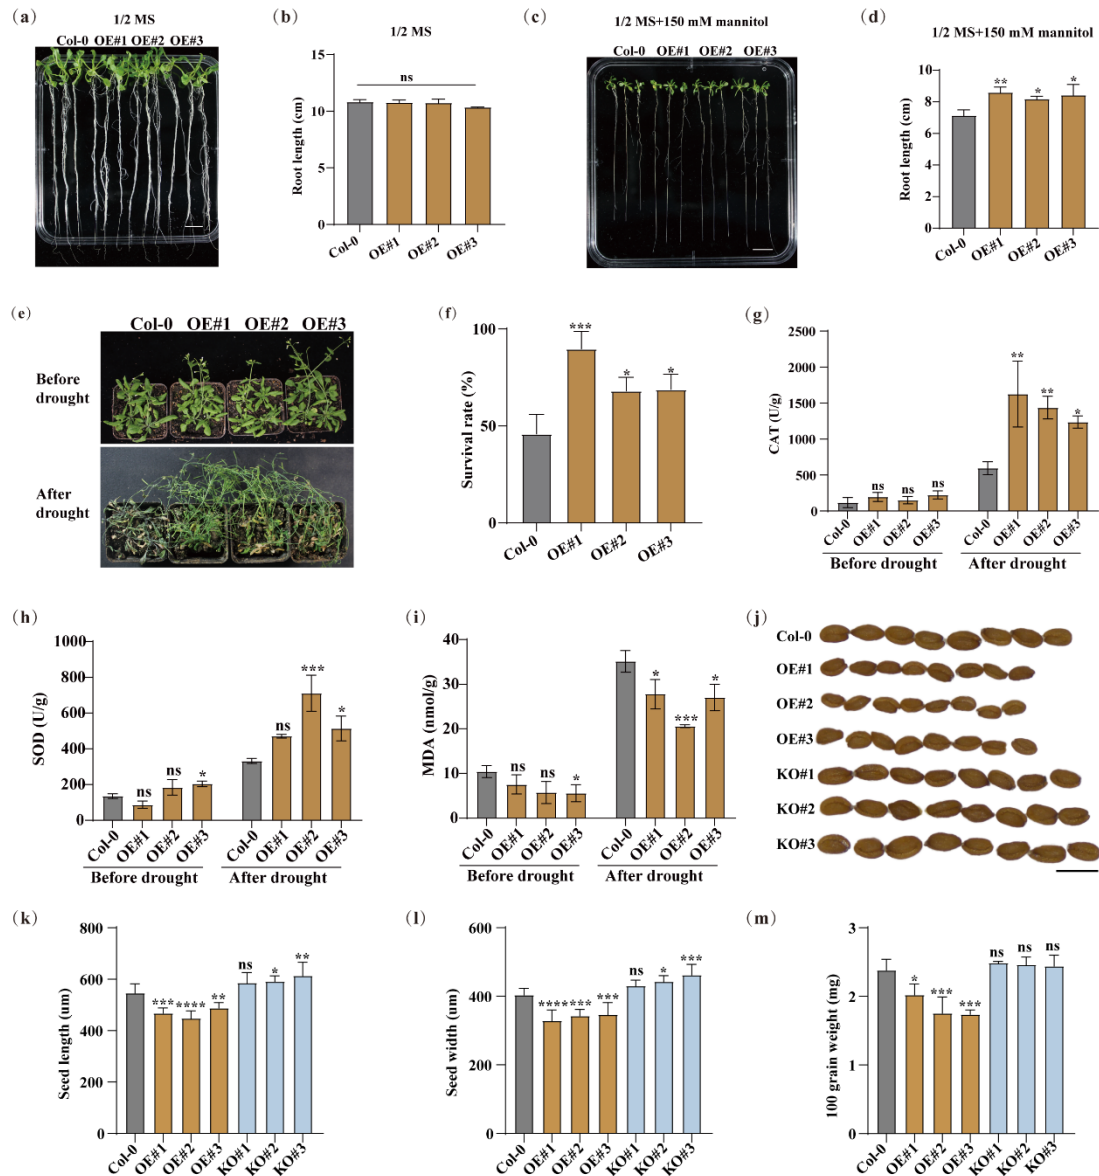 (a)
1/2 MS
Col-0 OE#1 OE#2 OE#3
(b)
1/2 MS
ns
Root length (cm)
15
10
5
0
Col-0
OE#1
OE#2
OE#3
(c)
1/2 MS+150 mM mannitol
Col-0 OE#1 OE#2 OE#3
(d)
1/2 MS+150 mM mannitol
Root length (cm)
10
8
6
4
2
0
**
*
*
Col-0
OE#1
OE#2
OE#3
(e)
Col-0 OE#1 OE#2 OE#3
Before
drought
After
drought
(f)
Survival rate (%)
100
50
0
***
*
*
Col-0
OE#1
OE#2
OE#3
(g)
CAT (U/g)
2500
2000
1500
1000
500
0
ns
ns
ns
**
**
*
Col-0
OE#1
OE#2
OE#3
Col-0
OE#1
OE#2
OE#3
Before drought
After drought
(h)
SOD (U/g)
1000
800
600
400
200
0
ns
ns
*
ns
***
*
Col-0
OE#1
OE#2
OE#3
Col-0
OE#1
OE#2
OE#3
Before drought
After drought
(i)
MDA (nmol/g)
40
30
20
10
0
ns
ns
*
*
***
*
Col-0
OE#1
OE#2
OE#3
Col-0
OE#1
OE#2
OE#3
Before drought
After drought
(j)
Col-0
OE#1
OE#2
OE#3
KO#1
KO#2
KO#3
(k)
Seed length (um)
800
600
400
200
0
***
****
**
ns
*
**
Col-0
OE#1
OE#2
OE#3
KO#1
KO#2
KO#3
(l)
Seed width (um)
600
400
200
0
****
***
***
ns
*
***
Col-0
OE#1
OE#2
OE#3
KO#1
KO#2
KO#3
(m)
100 grain weight (mg)
3
2
1
0
*
***
***
ns
ns
ns
Col-0
OE#1
OE#2
OE#3
KO#1
KO#2
KO#3